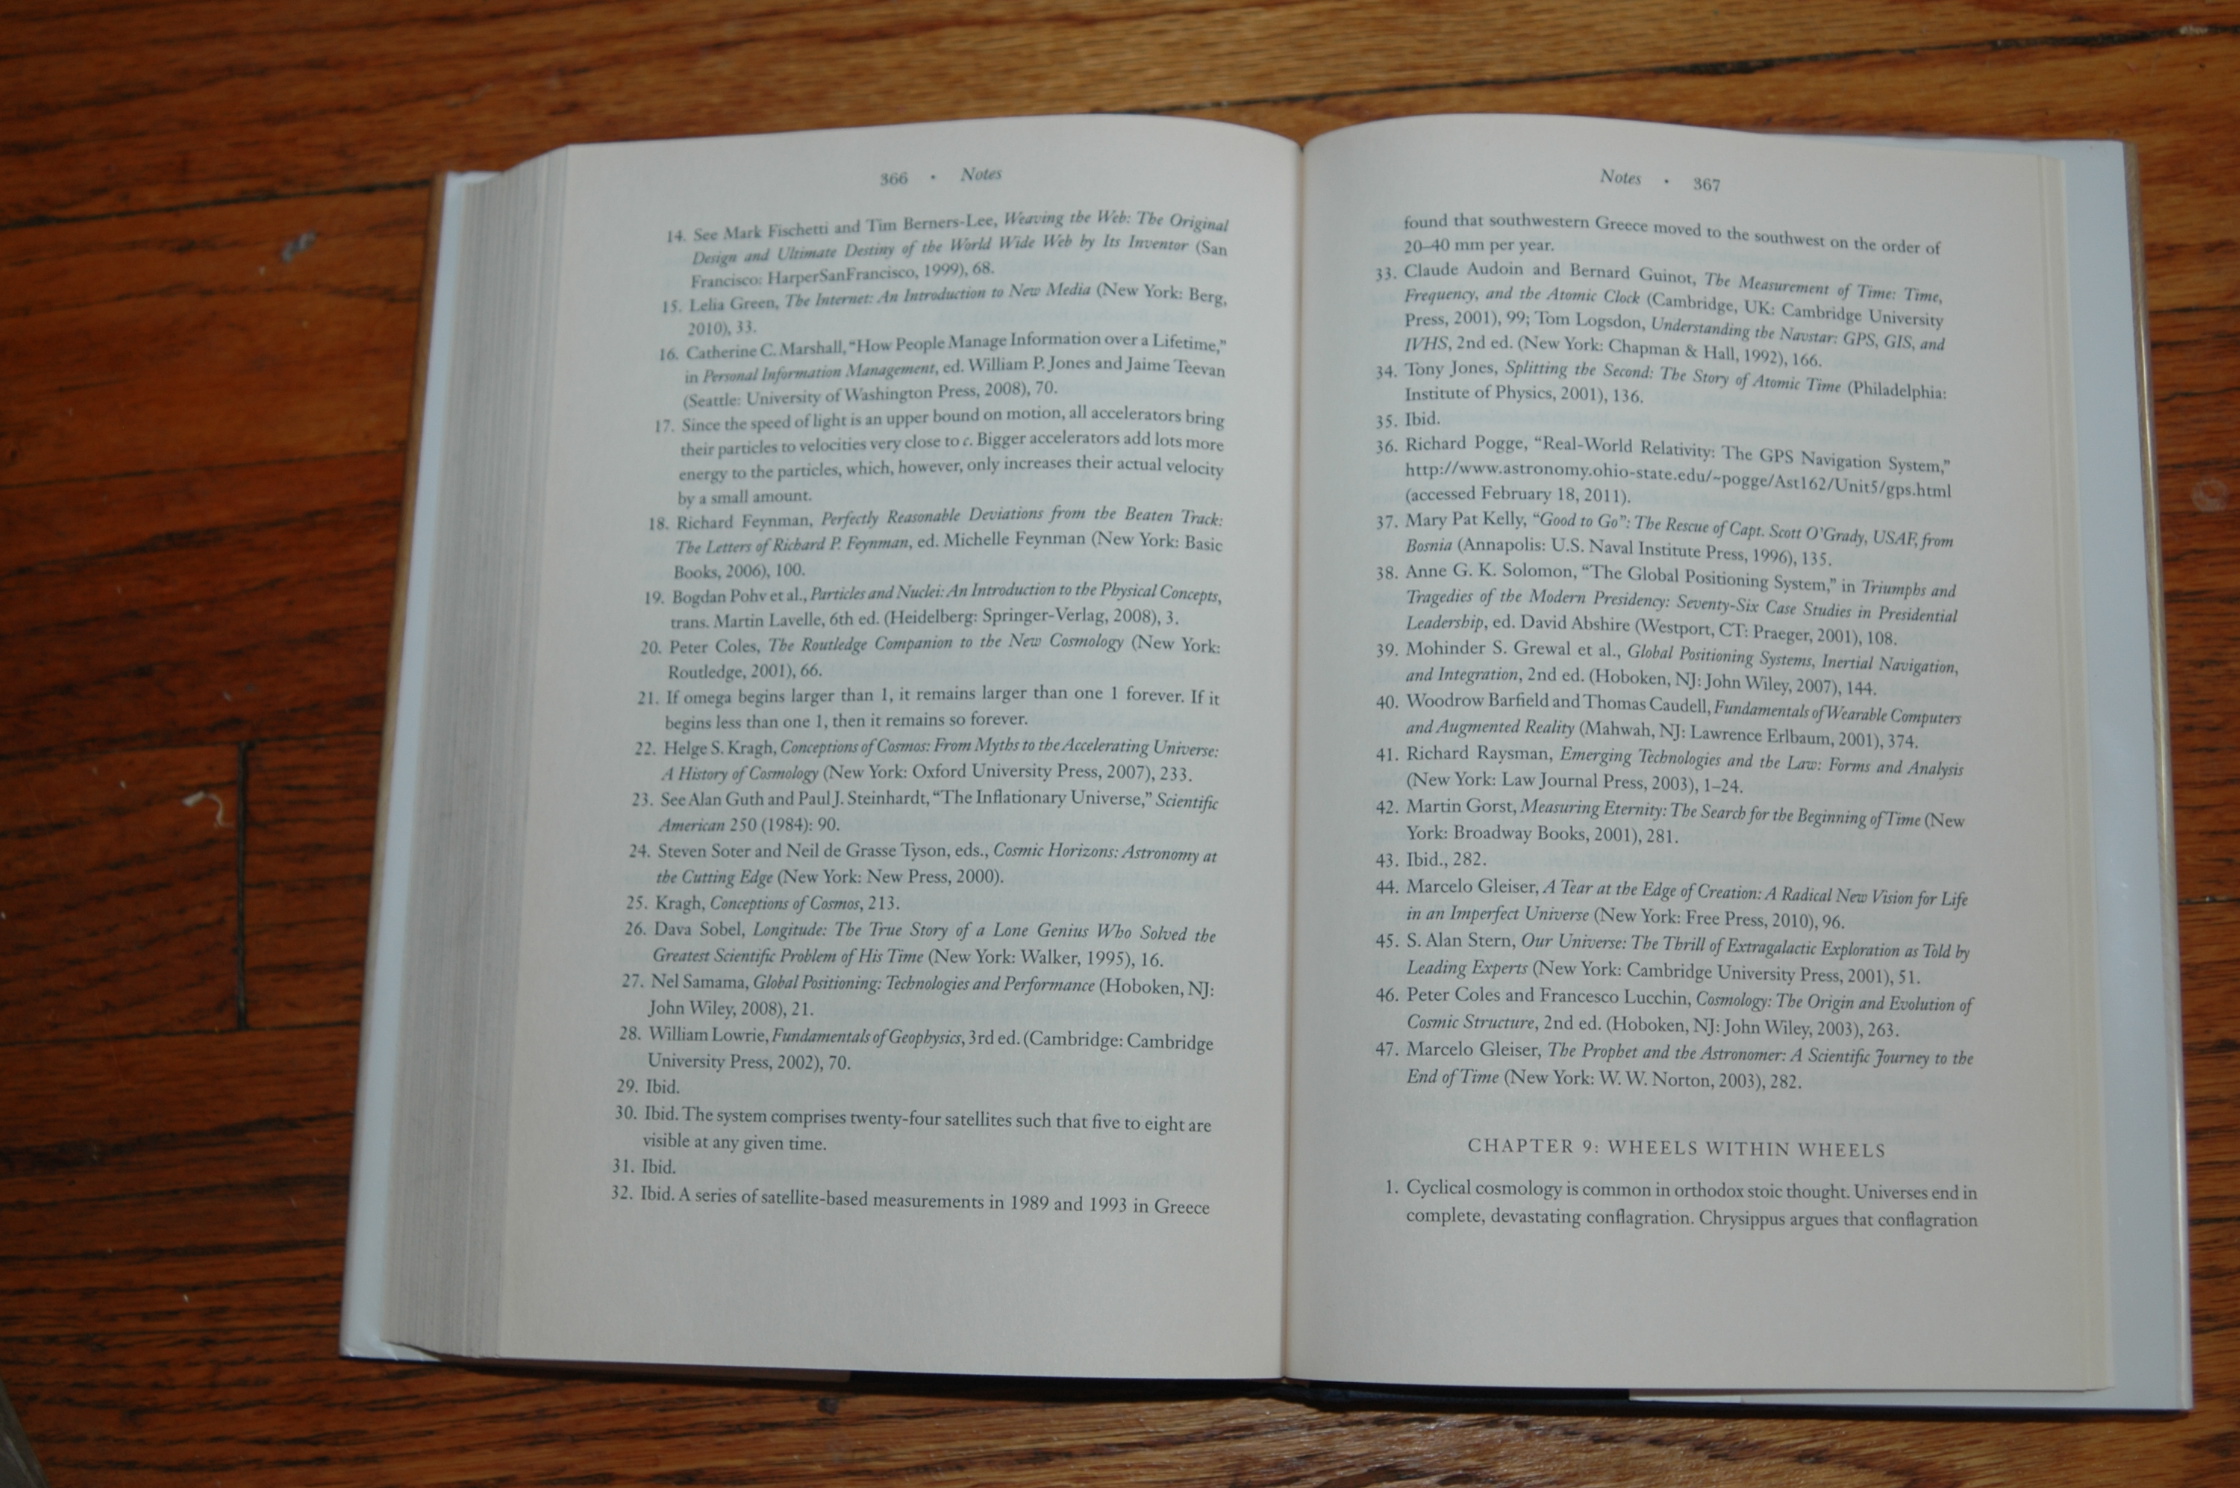 366 • Notes
14. See Mark Fischetti and Tim Berners-Lee, Weaving the Web: The Original
Design and Ultimate Destiny of the World Wide Web by Its Inventor (San
Francisco: HarperSanFrancisco, 1999), 68.
15. Lelia Green, The Internet: An Introduction to New Media (New York: Berg,
2010), 33.
16. Catherine C. Marshall, "How People Manage Information over a Lifetime,"
in Personal Information Management, ed. William P. Jones and Jaime Teevan
(Seattle: University of Washington Press, 2008), 70.
17. Since the speed of light is an upper bound on motion, all accelerators bring
their particles to velocities very close to c. Bigger accelerators add lots more
energy to the particles, which, however, only increases their actual velocity
by a small amount.
18. Richard Feynman, Perfectly Reasonable Deviations from the Beaten Track:
The Letters of Richard P. Feynman, ed. Michelle Feynman (New York: Basic
Books, 2006), 100.
19. Bogdan Pohv et al., Particles and Nuclei: An Introduction to the Physical Concepts,
trans. Martin Lavelle, 6th ed. (Heidelberg: Springer-Verlag, 2008), 3.
20. Peter Coles, The Routledge Companion to the New Cosmology (New York:
Routledge, 2001), 66.
21. If omega begins larger than 1, it remains larger than one 1 forever. If it
begins less than one 1, then it remains so forever.
22. Helge S. Kragh, Conceptions of Cosmos: From Myths to the Accelerating Universe:
A History of Cosmology (New York: Oxford University Press, 2007), 233.
23. See Alan Guth and Paul J. Steinhardt, "The Inflationary Universe," Scientific
American 250 (1984): 90.
24. Steven Soter and Neil de Grasse Tyson, eds., Cosmic Horizons: Astronomy at
the Cutting Edge (New York: New Press, 2000).
25. Kragh, Conceptions of Cosmos, 213.
26. Dava Sobel, Longitude: The True Story of a Lone Genius Who Solved the
Greatest Scientific Problem of His Time (New York: Walker, 1995), 16.
27. Nel Samama, Global Positioning: Technologies and Performance (Hoboken, NJ:
John Wiley, 2008), 21.
28. William Lowrie, Fundamentals of Geophysics, 3rd ed. (Cambridge: Cambridge
University Press, 2002), 70.
29. Ibid.
30. Ibid. The system comprises twenty-four satellites such that five to eight are
visible at any given time.
31. Ibid.
32. Ibid. A series of satellite-based measurements in 1989 and 1993 in Greece
Notes • 367
found that southwestern Greece moved to the southwest on the order of
20–40 mm per year.
33. Claude Audoin and Bernard Guinot, The Measurement of Time: Time,
Frequency, and the Atomic Clock (Cambridge, UK: Cambridge University
Press, 2001), 99; Tom Logsdon, Understanding the Navstar: GPS, GIS, and
IVHS, 2nd ed. (New York: Chapman & Hall, 1992), 166.
34. Tony Jones, Splitting the Second: The Story of Atomic Time (Philadelphia:
Institute of Physics, 2001), 136.
35. Ibid.
36. Richard Pogge, "Real-World Relativity: The GPS Navigation System,"
http://www.astronomy.ohio-state.edu/~pogge/Ast162/Unit5/gps.html
(accessed February 18, 2011).
37. Mary Pat Kelly, "Good to Go": The Rescue of Capt. Scott O'Grady, USAF, from
Bosnia (Annapolis: U.S. Naval Institute Press, 1996), 135.
38. Anne G. K. Solomon, "The Global Positioning System," in Triumphs and
Tragedies of the Modern Presidency: Seventy-Six Case Studies in Presidential
Leadership, ed. David Abshire (Westport, CT: Praeger, 2001), 108.
39. Mohinder S. Grewal et al., Global Positioning Systems, Inertial Navigation,
and Integration, 2nd ed. (Hoboken, NJ: John Wiley, 2007), 144.
40. Woodrow Barfield and Thomas Caudell, Fundamentals of Wearable Computers
and Augmented Reality (Mahwah, NJ: Lawrence Erlbaum, 2001), 374.
41. Richard Raysman, Emerging Technologies and the Law: Forms and Analysis
(New York: Law Journal Press, 2003), 1–24.
42. Martin Gorst, Measuring Eternity: The Search for the Beginning of Time (New
York: Broadway Books, 2001), 281.
43. Ibid., 282.
44. Marcelo Gleiser, A Tear at the Edge of Creation: A Radical New Vision for Life
in an Imperfect Universe (New York: Free Press, 2010), 96.
45. S. Alan Stern, Our Universe: The Thrill of Extragalactic Exploration as Told by
Leading Experts (New York: Cambridge University Press, 2001), 51.
46. Peter Coles and Francesco Lucchin, Cosmology: The Origin and Evolution of
Cosmic Structure, 2nd ed. (Hoboken, NJ: John Wiley, 2003), 263.
47. Marcelo Gleiser, The Prophet and the Astronomer: A Scientific Journey to the
End of Time (New York: W. W. Norton, 2003), 282.
CHAPTER 9: WHEELS WITHIN WHEELS
1. Cyclical cosmology is common in orthodox stoic thought. Universes end in
complete, devastating conflagration. Chrysippus argues that conflagration